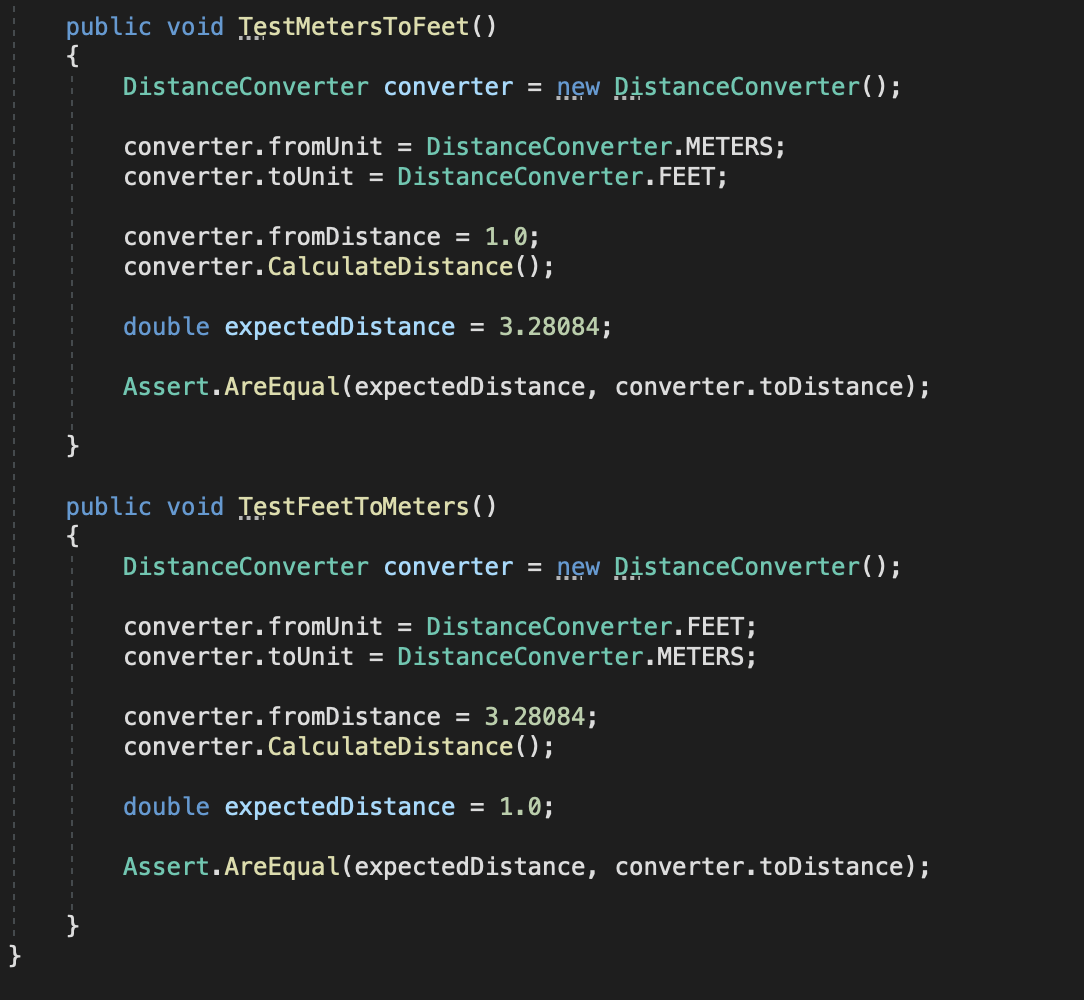 public void TestMetersToFeet()
{
DistanceConverter converter = new DistanceConverter();
converter.fromUnit = DistanceConverter.METERS;
converter.toUnit = DistanceConverter.FEET;
converter.fromDistance = 1.0;
converter.CalculateDistance();
double expectedDistance = 3.28084;
Assert.AreEqual(expectedDistance, converter.toDistance);
}
public void TestFeetToMeters()
{
DistanceConverter converter = new DistanceConverter();
converter.fromUnit = DistanceConverter.FEET;
converter.toUnit = DistanceConverter.METERS;
converter.fromDistance = 3.28084;
converter.CalculateDistance();
double expectedDistance = 1.0;
Assert.AreEqual(expectedDistance, converter.toDistance);
}
}